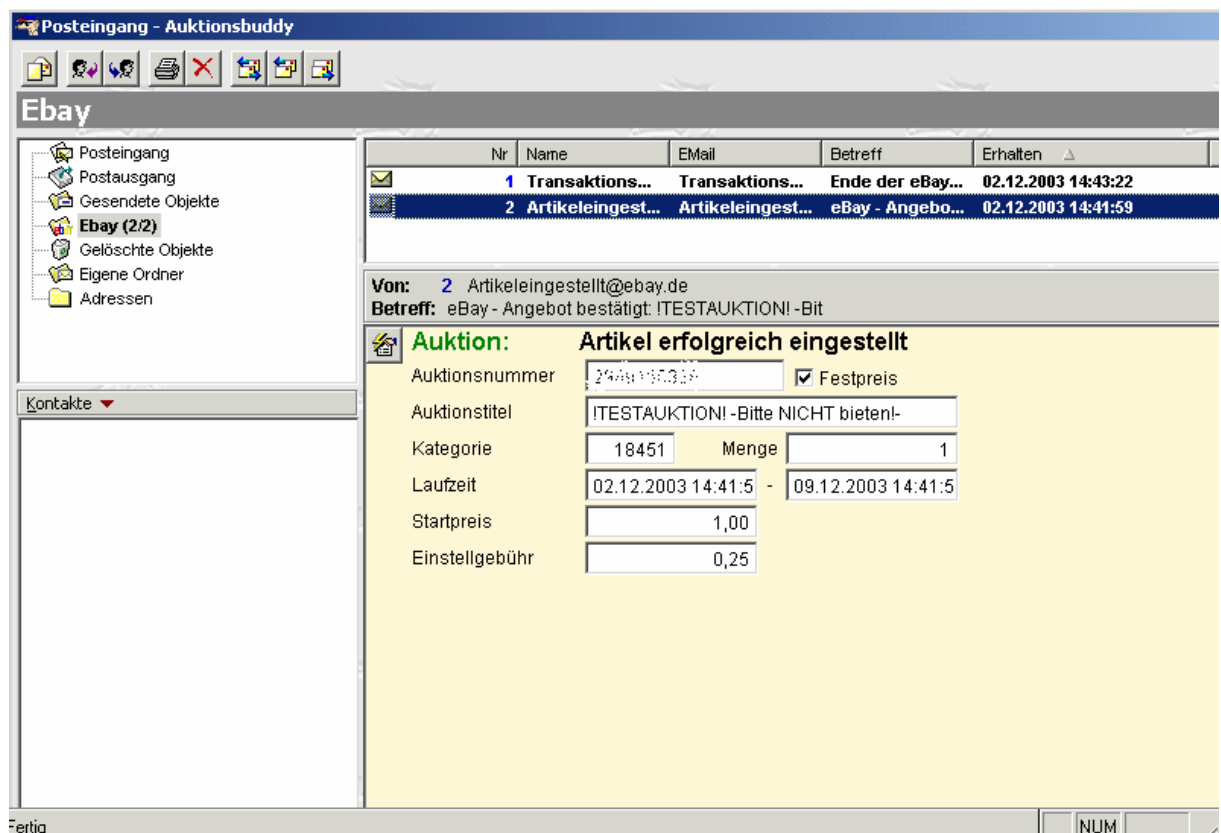 Posteingang - Auktionsbuddy
Ebay
Posteingang
Postausgang
Gesendete Objekte
Ebay (2/2)
Gelöschte Objekte
Eigene Ordner
Adressen
Kontakte
Nr Name EMail Betreff Erhalten
1 Transaktions... Transaktions... Ende der eBay... 02.12.2003 14:43:22
2 Artikeleingest... Artikeleingest... eBay - Angebo... 02.12.2003 14:41:59
Von: 2 Artikeleingestellt@ebay.de
Betreff: eBay - Angebot bestätigt: !TESTAUKTION! -Bit
Auktion: Artikel erfolgreich eingestellt
Auktionsnummer Festpreis
Auktionstitel !TESTAUKTION! -Bitte NICHT bieten!-
Kategorie 18451 Menge 1
Laufzeit 02.12.2003 14:41:5 - 09.12.2003 14:41:5
Startpreis 1,00
Einstellgebühr 0,25
Fertig NUM